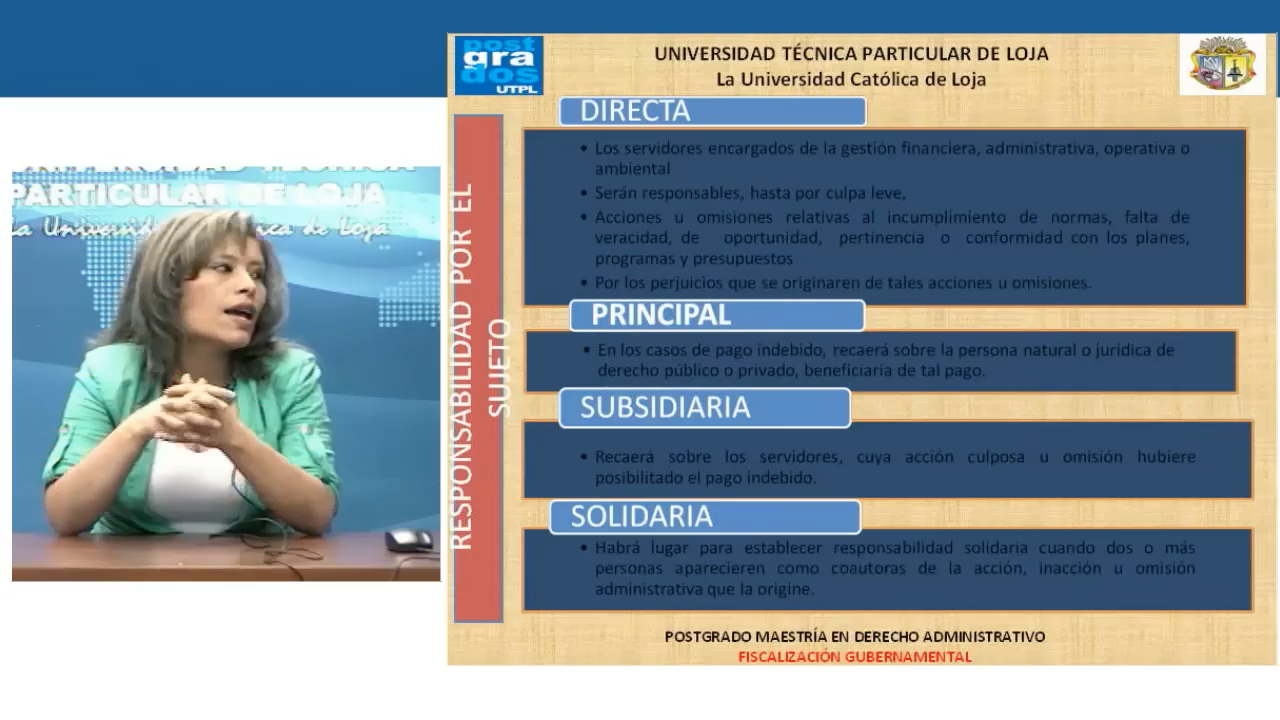 PARTICULAR DE LOJA
post
gra
dos
UTPL
UNIVERSIDAD TÉCNICA PARTICULAR DE LOJA
La Universidad Católica de Loja
RESPONSABILIDAD POR EL
SUJETO
DIRECTA
• Los servidores encargados de la gestión financiera, administrativa, operativa o
ambiental
• Serán responsables, hasta por culpa leve,
• Acciones u omisiones relativas al incumplimiento de normas, falta de
veracidad, de oportunidad, pertinencia o conformidad con los planes,
programas y presupuestos
• Por los perjuicios que se originaren de tales acciones u omisiones.
PRINCIPAL
• En los casos de pago indebido, recaerá sobre la persona natural o jurídica de
derecho público o privado, beneficiaria de tal pago.
SUBSIDIARIA
• Recaerá sobre los servidores, cuya acción culposa u omisión hubiere
posibilitado el pago indebido.
SOLIDARIA
• Habrá lugar para establecer responsabilidad solidaria cuando dos o más
personas aparecieren como coautoras de la acción, inacción u omisión
administrativa que la origine.
POSTGRADO MAESTRÍA EN DERECHO ADMINISTRATIVO
FISCALIZACIÓN GUBERNAMENTAL